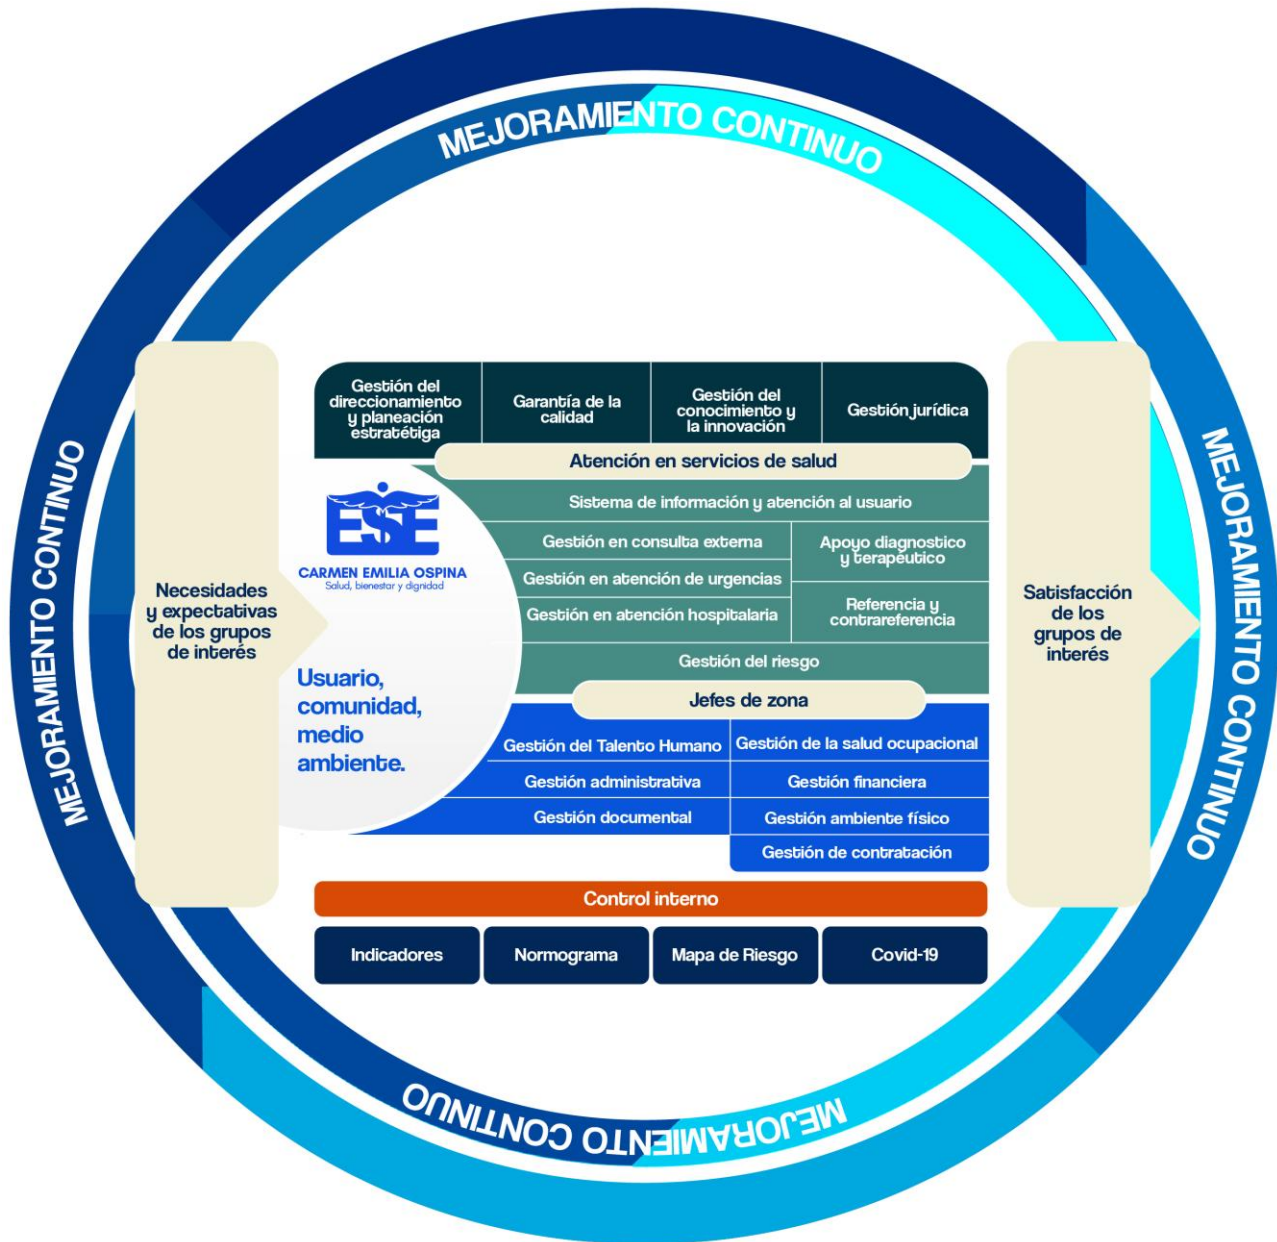 MEJORAMIENTO CONTINUO
MEJORAMIENTO CONTINUO
MEJORAMIENTO CONTINUO
MEJORAMIENTO CONTINUO
Necesidades
y expectativas
de los grupos
de interés
Gestión del
direccionamiento
y planeación
estratétiga
Garantía de la
calidad
Gestión del
conocimiento y
la innovación
Gestión jurídica
Atención en servicios de salud
ESE
CARMEN EMILIA OSPINA
Salud, bienestar y dignidad
Usuario,
comunidad,
medio
ambiente.
Sistema de información y atención al usuario
Gestión en consulta externa
Gestión en atención de urgencias
Gestión en atención hospitalaria
Apoyo diagnostico
y terapéutico
Referencia y
contrareferencia
Gestión del riesgo
Jefes de zona
Gestión del Talento Humano
Gestión de la salud ocupacional
Gestión administrativa
Gestión financiera
Gestión documental
Gestión ambiente físico
Gestión de contratación
Control interno
Indicadores
Normograma
Mapa de Riesgo
Covid-19
Satisfacción
de los
grupos de
interés